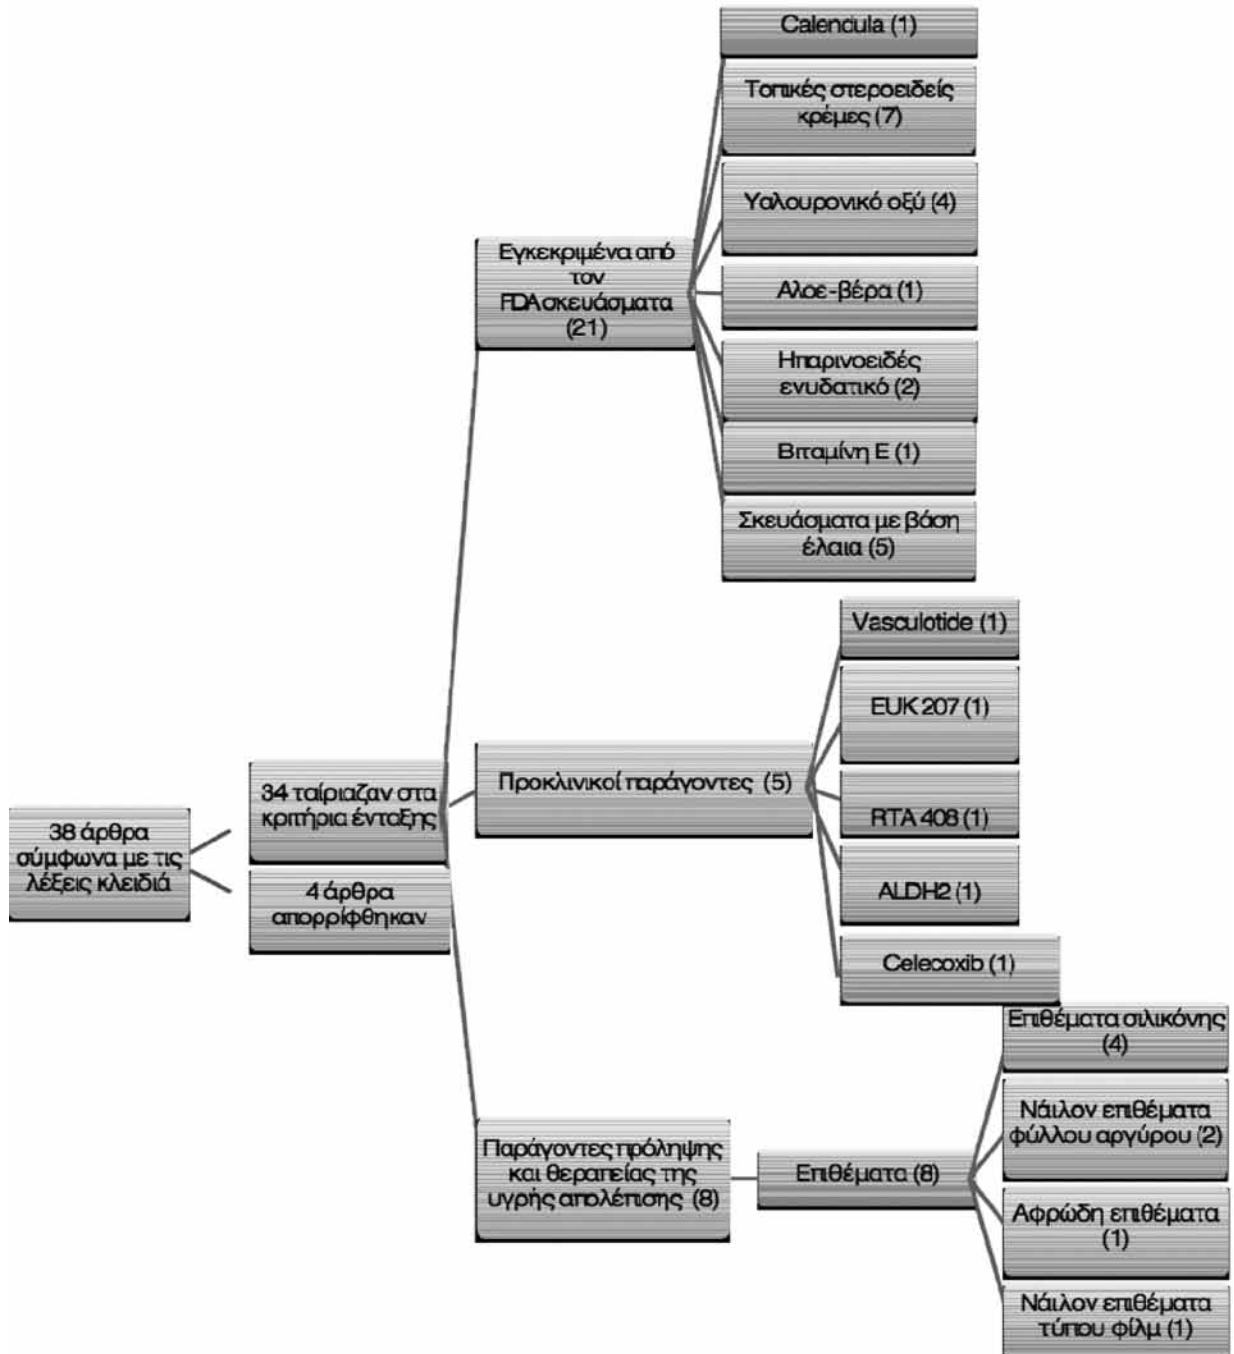 38 άρθρα
σύμφωνα με τις
λέξεις κλειδιά
34 ταίριαζαν στα
κριτήρια ένταξης
4 άρθρα
απορρίφθηκαν
Εγκεκριμένα από
τον
FDA σκευάσματα
(21)
Calendula (1)
Τοπικές στεροειδείς
κρέμες (7)
Υαλουρονικό οξύ (4)
Αλοε-βέρα (1)
Ηπαρινοειδές
ενυδατικό (2)
Βιταμίνη Ε (1)
Σκευάσματα με βάση
έλαια (5)
Προκλινικοί παράγοντες (5)
Vasculotide (1)
EUK 207 (1)
RTA 408 (1)
ALDH2 (1)
Celecoxib (1)
Παράγοντες πρόληψης
και θεραπείας της
υγρής απολέπισης (8)
Επιθέματα (8)
Επιθέματα σιλικόνης
(4)
Νάιλον επιθέματα
φύλλου αργύρου (2)
Αφρώδη επιθέματα
(1)
Νάιλον επιθέματα
τύπου φίλμ (1)